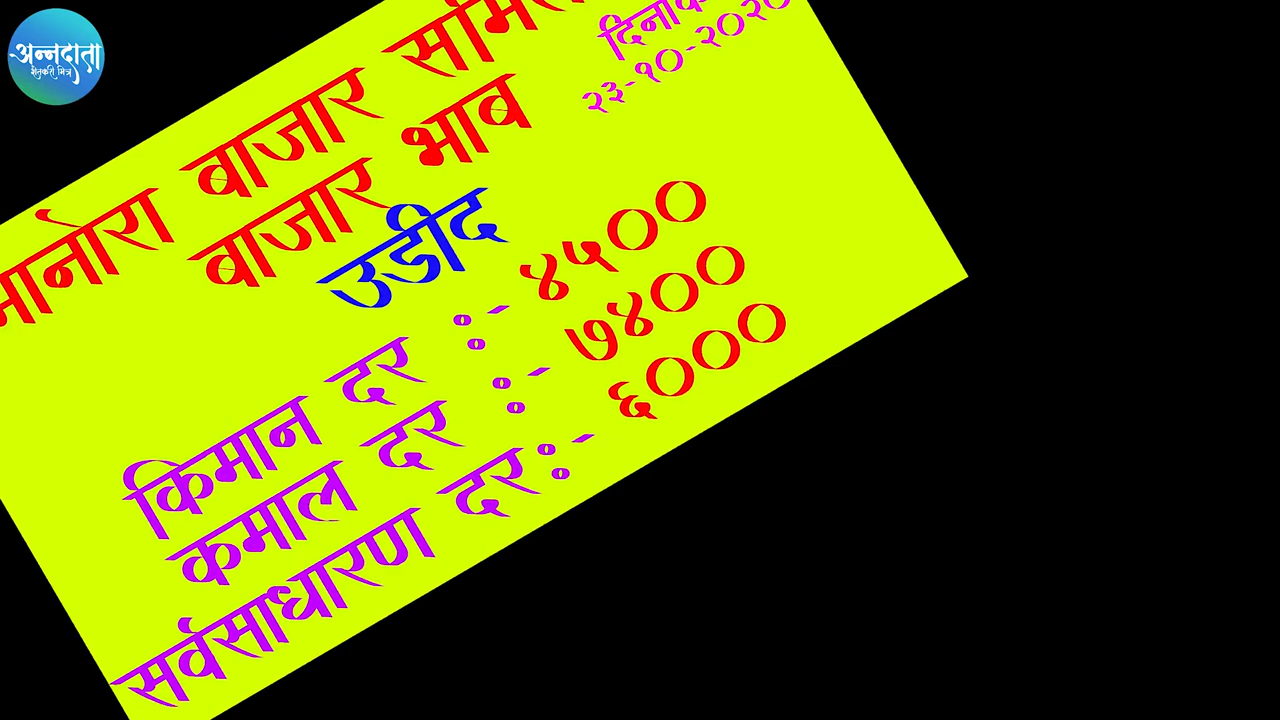 अन्नदाता
शेतकरी मित्र
मानोरा बाजार समिती
बाजार भाव
दिनांक
२३-१०-२०२०
उडीद
किमान दर :- ४५००
कमाल दर :- ७४००
सर्वसाधारण दर:- ६०००